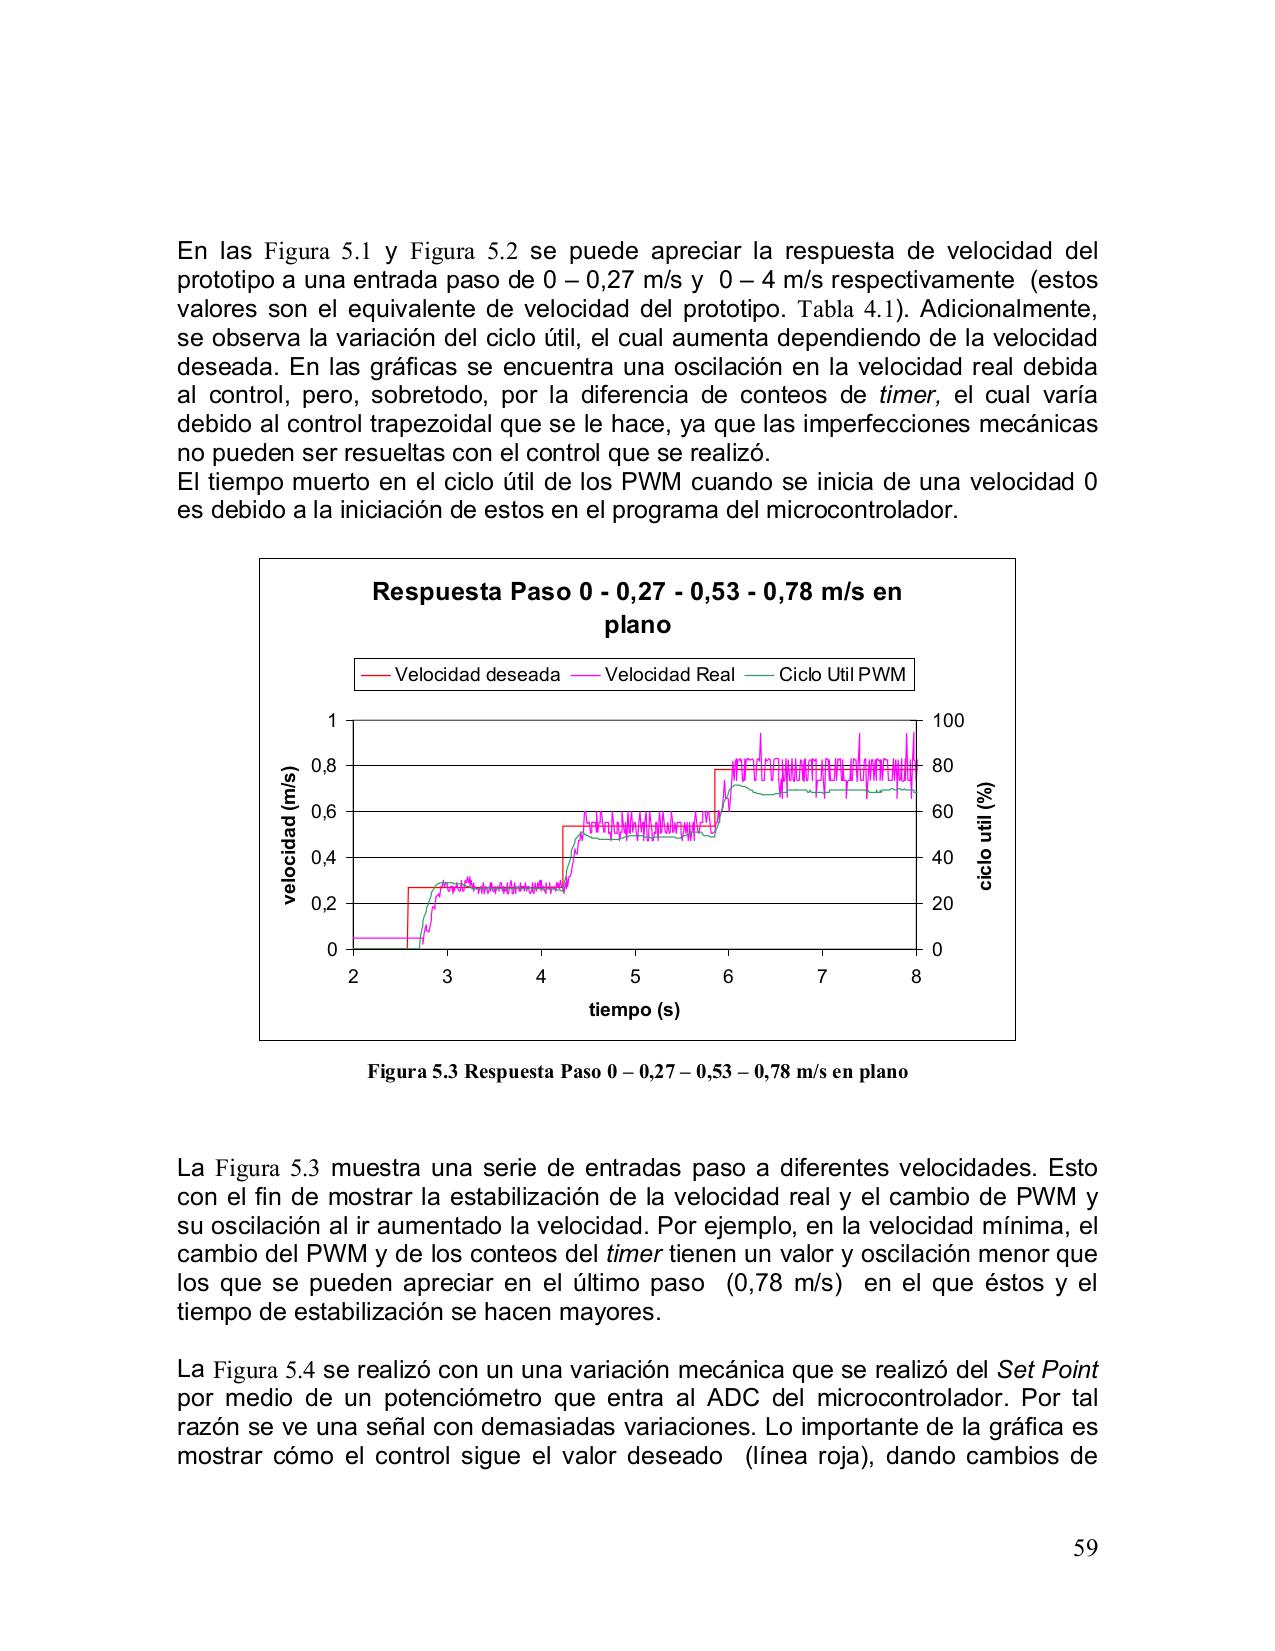 En las Figura 5.1 y Figura 5.2 se puede apreciar la respuesta de velocidad del
prototipo a una entrada paso de 0 – 0,27 m/s y 0 – 4 m/s respectivamente (estos
valores son el equivalente de velocidad del prototipo. Tabla 4.1). Adicionalmente,
se observa la variación del ciclo útil, el cual aumenta dependiendo de la velocidad
deseada. En las gráficas se encuentra una oscilación en la velocidad real debida
al control, pero, sobretodo, por la diferencia de conteos de timer, el cual varía
debido al control trapezoidal que se le hace, ya que las imperfecciones mecánicas
no pueden ser resueltas con el control que se realizó.
El tiempo muerto en el ciclo útil de los PWM cuando se inicia de una velocidad 0
es debido a la iniciación de estos en el programa del microcontrolador.
Respuesta Paso 0 - 0,27 - 0,53 - 0,78 m/s en
plano
Velocidad deseada Velocidad Real Ciclo Util PWM
1 100
0,8 80
0,6 60
0,4 40
0,2 20
0 0
velocidad (m/s)
ciclo util (%)
2 3 4 5 6 7 8
tiempo (s)
Figura 5.3 Respuesta Paso 0 – 0,27 – 0,53 – 0,78 m/s en plano
La Figura 5.3 muestra una serie de entradas paso a diferentes velocidades. Esto
con el fin de mostrar la estabilización de la velocidad real y el cambio de PWM y
su oscilación al ir aumentado la velocidad. Por ejemplo, en la velocidad mínima, el
cambio del PWM y de los conteos del timer tienen un valor y oscilación menor que
los que se pueden apreciar en el último paso (0,78 m/s) en el que éstos y el
tiempo de estabilización se hacen mayores.
La Figura 5.4 se realizó con un una variación mecánica que se realizó del Set Point
por medio de un potenciómetro que entra al ADC del microcontrolador. Por tal
razón se ve una señal con demasiadas variaciones. Lo importante de la gráfica es
mostrar cómo el control sigue el valor deseado (línea roja), dando cambios de
59